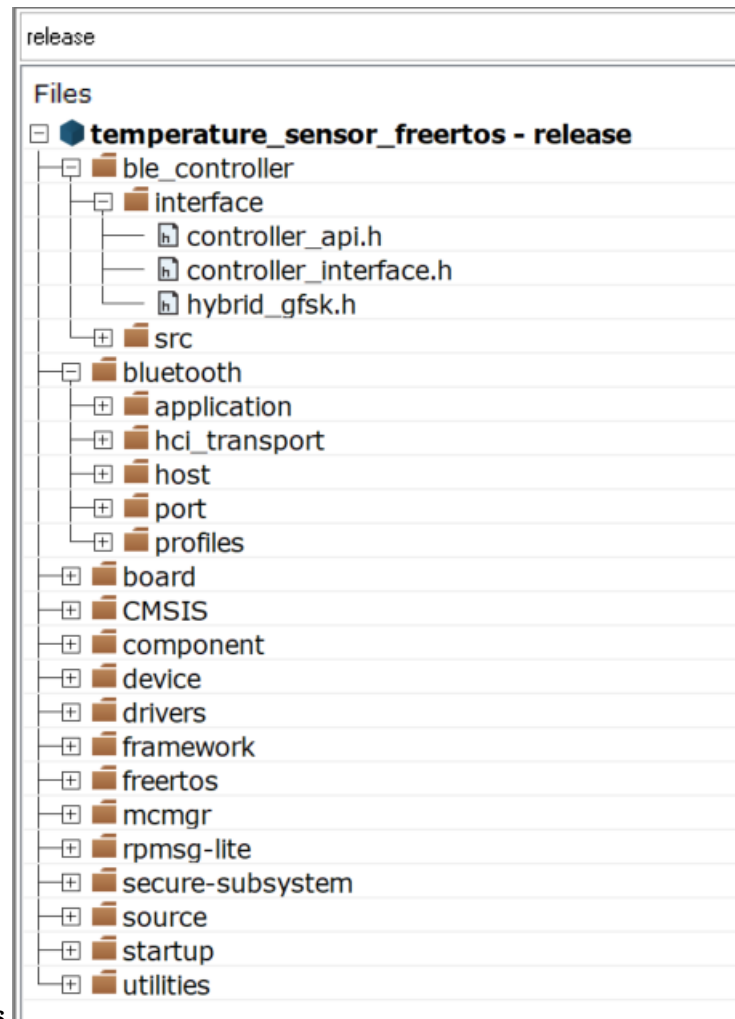 release
Files
temperature_sensor_freertos - release
ble_controller
interface
controller_api.h
controller_interface.h
hybrid_gfsk.h
src
bluetooth
application
hci_transport
host
port
profiles
board
CMSIS
component
device
drivers
framework
freertos
mcmgr
rpmsg-lite
secure-subsystem
source
startup
utilities